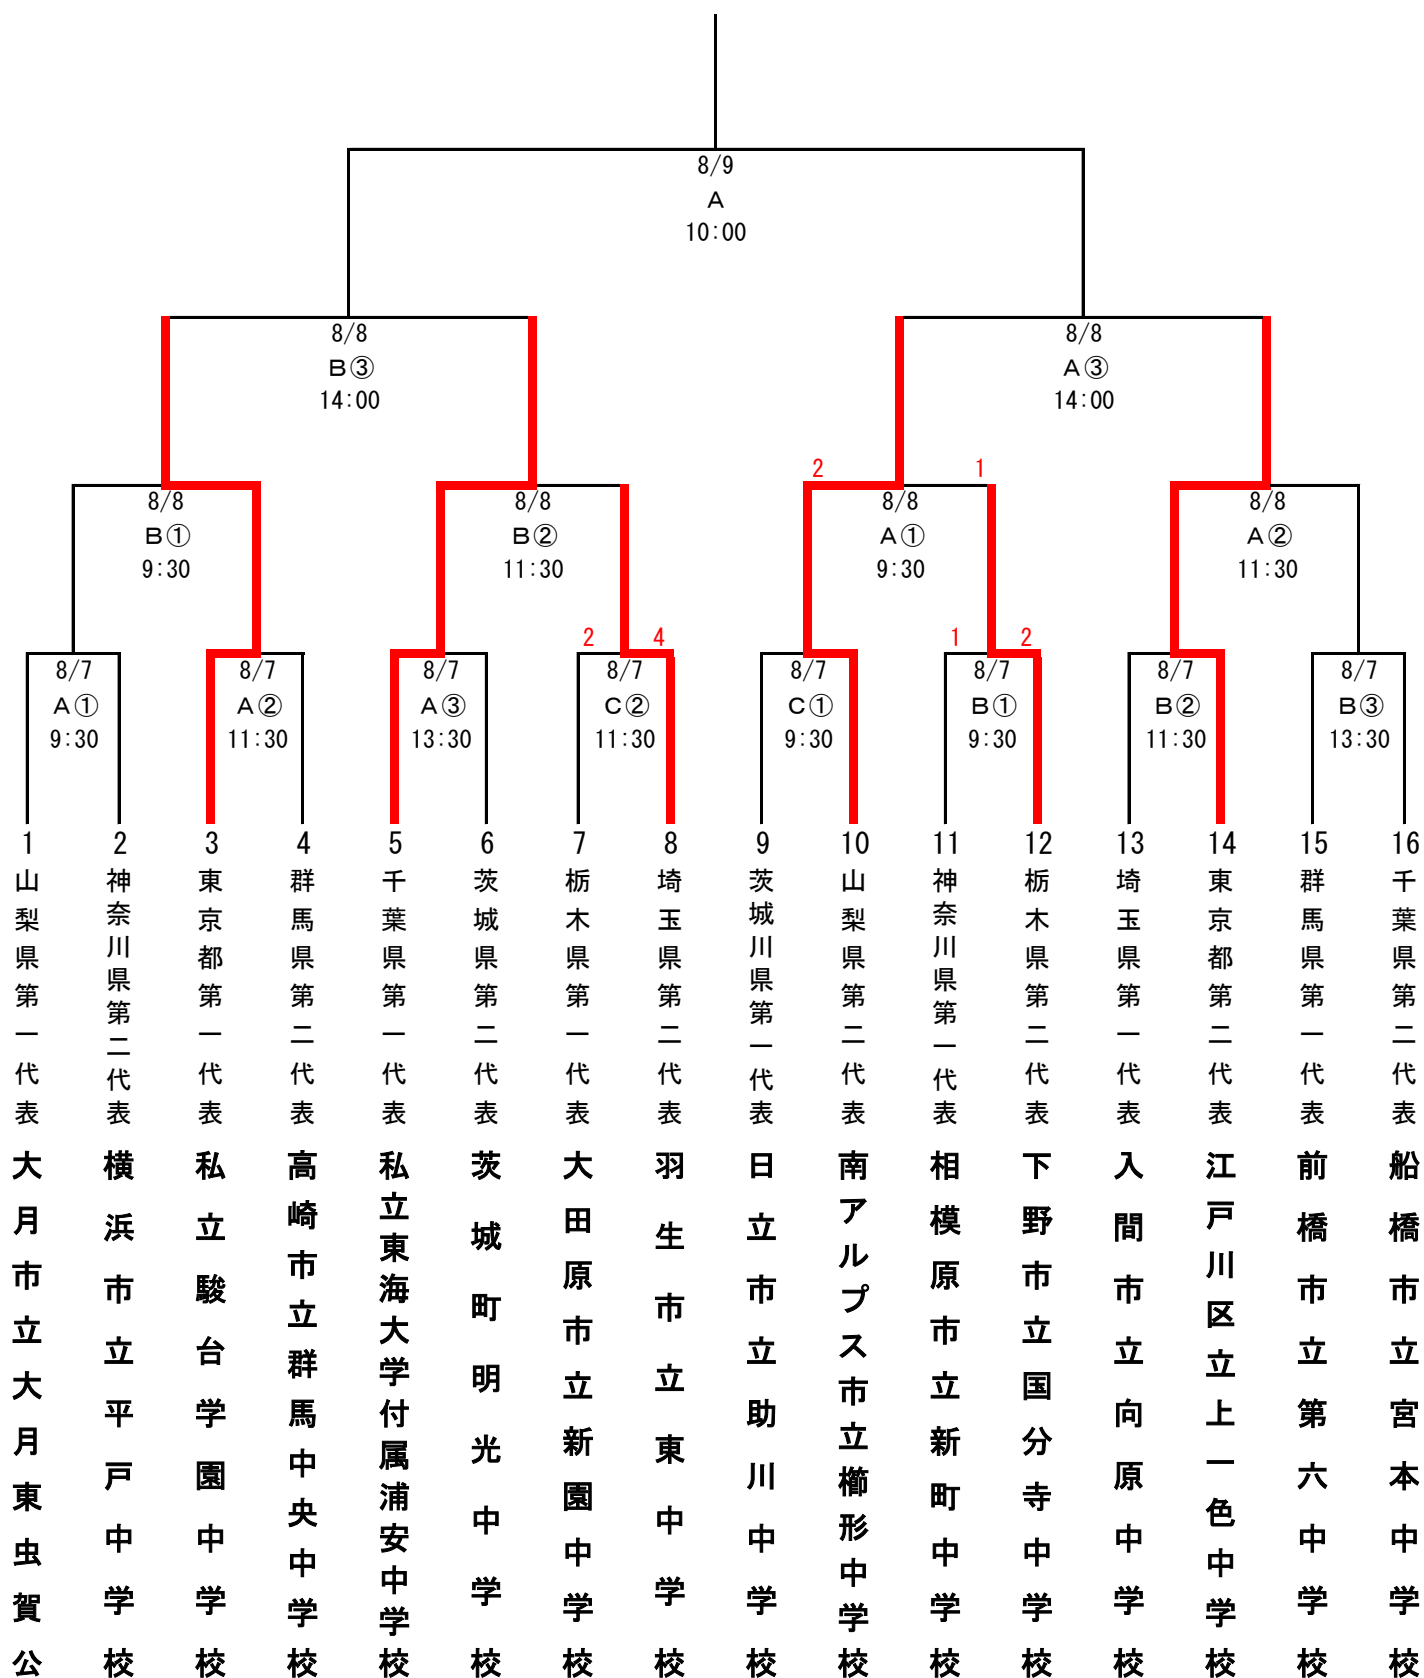 8/9
A
10:00
8/8
B③
14:00
8/8
A③
14:00
2
1
8/8
B①
9:30
8/8
B②
11:30
8/8
A①
9:30
8/8
A②
11:30
2
4
1
2
8/7
A①
9:30
8/7
A②
11:30
8/7
A③
13:30
8/7
C②
11:30
8/7
C①
9:30
8/7
B①
9:30
8/7
B②
11:30
8/7
B③
13:30
1
山梨県第一代表
大月市立大月東虫賀公
2
神奈川県第二代表
横浜市立平戸中学校
3
東京都第一代表
私立駿台学園中学校
4
群馬県第二代表
高崎市立群馬中央中学校
5
千葉県第一代表
私立東海大学付属浦安中学校
6
茨城県第二代表
茨城町明光中学校
7
栃木県第一代表
大田原市立新園中学校
8
埼玉県第二代表
羽生市立東中学校
9
茨城川県第一代表
日立市立助川中学校
10
山梨県第二代表
南アルプス市立櫛形中学校
11
神奈川県第一代表
相模原市立新町中学校
12
栃木県第二代表
下野市立国分寺中学校
13
埼玉県第一代表
入間市立向原中学校
14
東京都第二代表
江戸川区立上一色中学校
15
群馬県第一代表
前橋市立第六中学校
16
千葉県第二代表
船橋市立宮本中学校